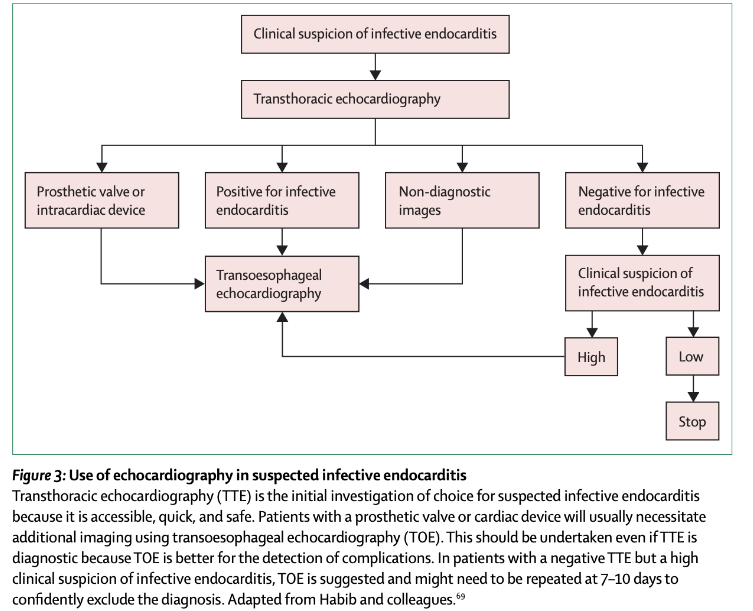 Clinical suspicion of infective endocarditis
Transthoracic echocardiography
Prosthetic valve or
intracardiac device
Positive for infective
endocarditis
Non-diagnostic
images
Negative for infective
endocarditis
Transoesophageal
echocardiography
Clinical suspicion of
infective endocarditis
High
Low
Stop
Figure 3: Use of echocardiography in suspected infective endocarditis
Transthoracic echocardiography (TTE) is the initial investigation of choice for suspected infective endocarditis
because it is accessible, quick, and safe. Patients with a prosthetic valve or cardiac device will usually necessitate
additional imaging using transoesophageal echocardiography (TOE). This should be undertaken even if TTE is
diagnostic because TOE is better for the detection of complications. In patients with a negative TTE but a high
clinical suspicion of infective endocarditis, TOE is suggested and might need to be repeated at 7–10 days to
confidently exclude the diagnosis. Adapted from Habib and colleagues.⁶⁹